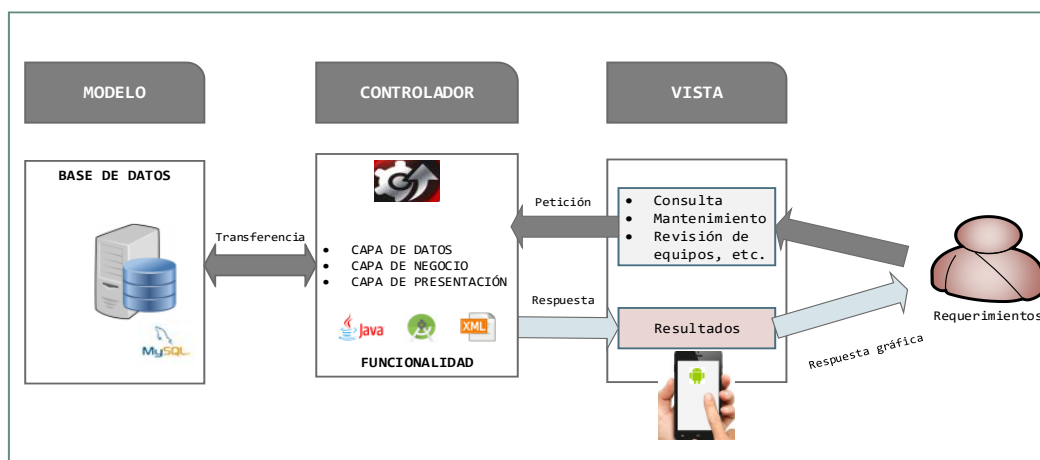 MODELO
CONTROLADOR
VISTA
BASE DE DATOS
MySQL
Transferencia
• CAPA DE DATOS
• CAPA DE NEGOCIO
• CAPA DE PRESENTACIÓN
Java
XML
FUNCIONALIDAD
Petición
Respuesta
• Consulta
• Mantenimiento
• Revisión de
equipos, etc.
Resultados
Requerimientos
Respuesta gráfica